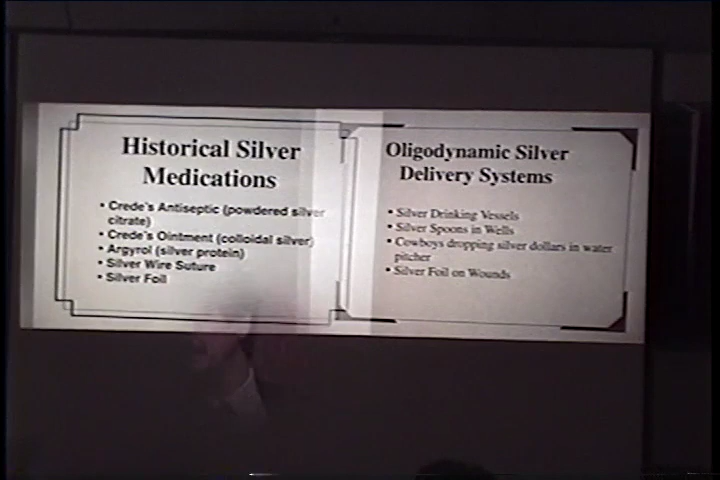 Historical Silver
Medications
• Crede's Antiseptic (powdered silver
citrate)
• Crede's Ointment (colloidal silver)
• Argyrol (silver protein)
• Silver Wire Suture
• Silver Foil
Oligodynamic Silver
Delivery Systems
• Silver Drinking Vessels
• Silver Spoons in Wells
• Cowboys dropping silver dollars in water
pitcher
• Silver Foil on Wounds